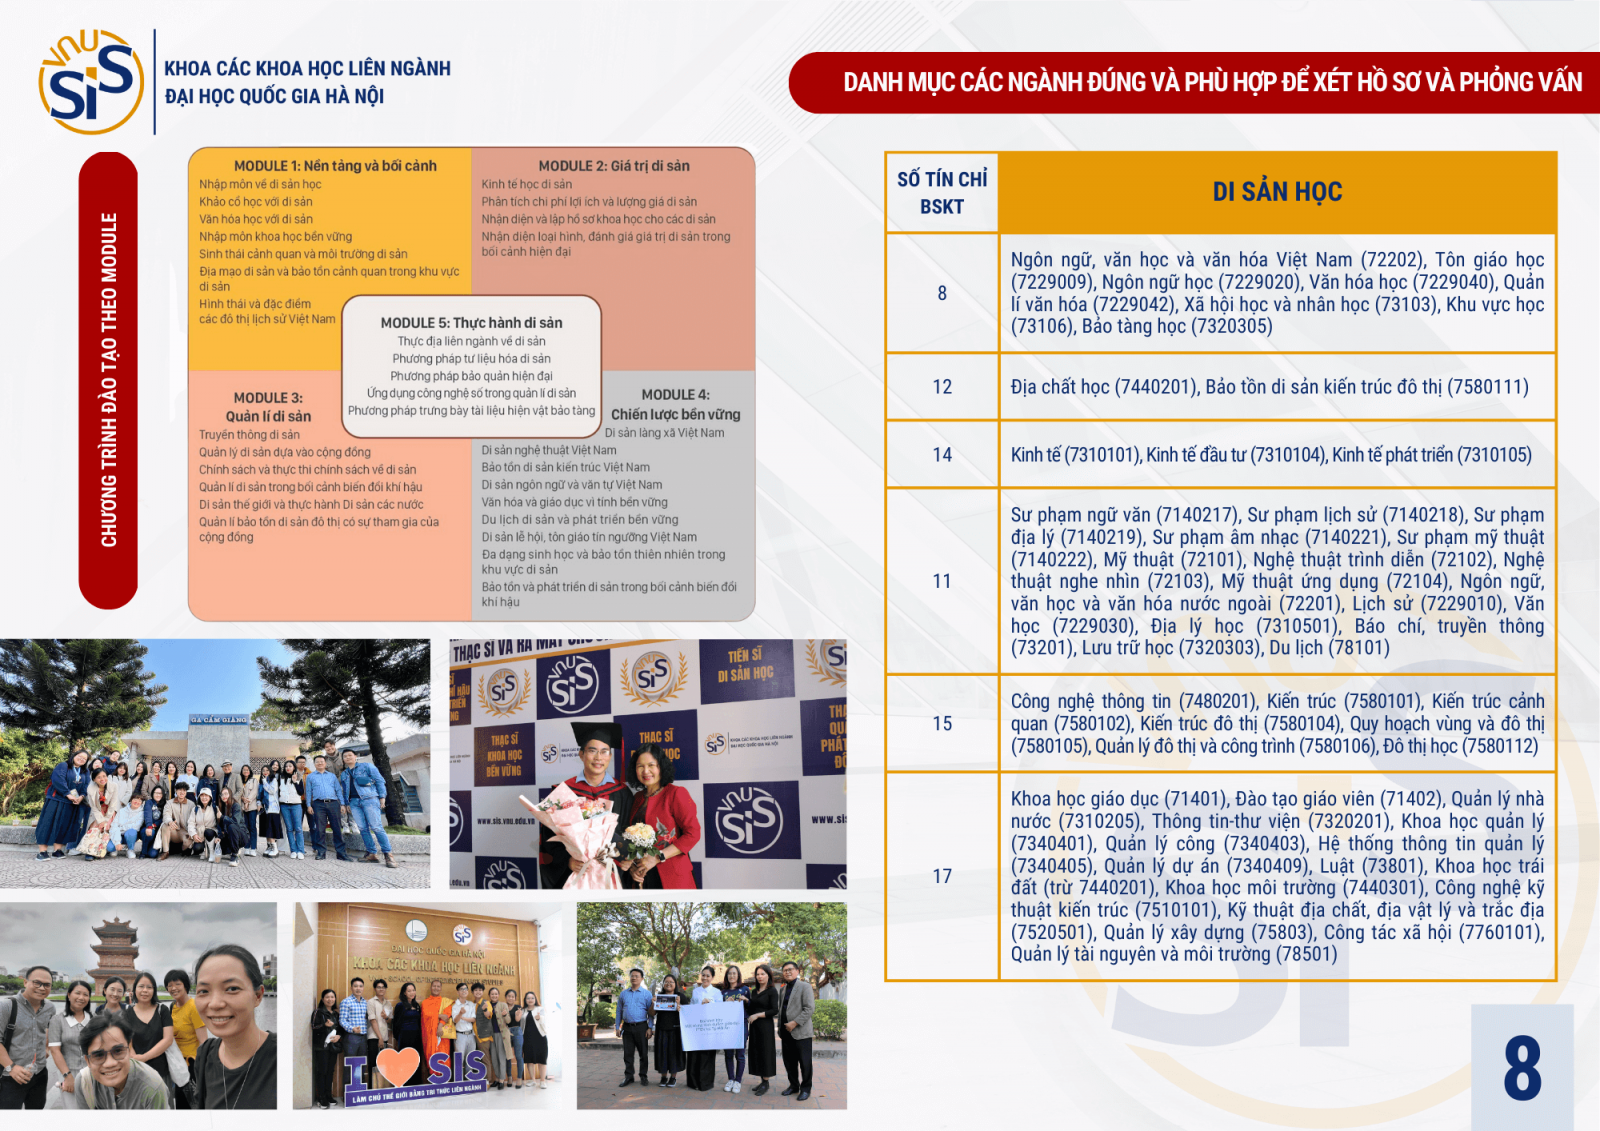 VNU
SiS
KHOA CÁC KHOA HỌC LIÊN NGÀNH
ĐẠI HỌC QUỐC GIA HÀ NỘI
DANH MỤC CÁC NGÀNH ĐÚNG VÀ PHÙ HỢP ĐỂ XÉT HỒ SƠ VÀ PHỎNG VẤN
CHƯƠNG TRÌNH ĐÀO TẠO THEO MODULE
MODULE 1: Nền tảng và bối cảnh
Nhập môn về di sản học
Khảo cổ học với di sản
Văn hóa học với di sản
Nhập môn khoa học bền vững
Sinh thái cảnh quan và môi trường di sản
Địa mạo di sản và bảo tồn cảnh quan trong khu vực
di sản
Hình thái và đặc điểm
các đô thị lịch sử Việt Nam
MODULE 2: Giá trị di sản
Kinh tế học di sản
Phân tích chi phí lợi ích và lượng giá di sản
Nhận diện và lập hồ sơ khoa học cho các di sản
Nhận diện loại hình, đánh giá giá trị di sản trong
bối cảnh hiện đại
MODULE 5: Thực hành di sản
Thực địa liên ngành về di sản
Phương pháp tư liệu hóa di sản
Phương pháp bảo quản hiện đại
Ứng dụng công nghệ số trong quản lí di sản
Phương pháp trưng bày tài liệu hiện vật bảo tàng
MODULE 3:
Quản lí di sản
Truyền thông di sản
Quản lý di sản dựa vào cộng đồng
Chính sách và thực thi chính sách về di sản
Quản lí di sản trong bối cảnh biến đổi khí hậu
Di sản thế giới và thực hành Di sản các nước
Quản lí bảo tồn di sản đô thị có sự tham gia của
cộng đồng
MODULE 4:
Chiến lược bền vững
Di sản làng xã Việt Nam
Di sản nghệ thuật Việt Nam
Bảo tồn di sản kiến trúc Việt Nam
Di sản ngôn ngữ và văn tự Việt Nam
Văn hóa và giáo dục vì tính bền vững
Du lịch di sản và phát triển bền vững
Di sản lễ hội, tôn giáo tín ngưỡng Việt Nam
Đa dạng sinh học và bảo tồn thiên nhiên trong
khu vực di sản
Bảo tồn và phát triển di sản trong bối cảnh biến đổi
khí hậu
SỐ TÍN CHỈ
BSKT
DI SẢN HỌC
8
Ngôn ngữ, văn học và văn hóa Việt Nam (72202), Tôn giáo học
(7229009), Ngôn ngữ học (7229020), Văn hóa học (7229040), Quản
lí văn hóa (7229042), Xã hội học và nhân học (73103), Khu vực học
(73106), Bảo tàng học (7320305)
12
Địa chất học (7440201), Bảo tồn di sản kiến trúc đô thị (7580111)
14
Kinh tế (7310101), Kinh tế đầu tư (7310104), Kinh tế phát triển (7310105)
11
Sư phạm ngữ văn (7140217), Sư phạm lịch sử (7140218), Sư phạm
địa lý (7140219), Sư phạm âm nhạc (7140221), Sư phạm mỹ thuật
(7140222), Mỹ thuật (72101), Nghệ thuật trình diễn (72102), Nghệ
thuật nghe nhìn (72103), Mỹ thuật ứng dụng (72104), Ngôn ngữ,
văn học và văn hóa nước ngoài (72201), Lịch sử (7229010), Văn
học (7229030), Địa lý học (7310501), Báo chí, truyền thông
(73201), Lưu trữ học (7320303), Du lịch (78101)
15
Công nghệ thông tin (7480201), Kiến trúc (7580101), Kiến trúc cảnh
quan (7580102), Kiến trúc đô thị (7580104), Quy hoạch vùng và đô thị
(7580105), Quản lý đô thị và công trình (7580106), Đô thị học (7580112)
17
Khoa học giáo dục (71401), Đào tạo giáo viên (71402), Quản lý nhà
nước (7310205), Thông tin-thư viện (7320201), Khoa học quản lý
(7340401), Quản lý công (7340403), Hệ thống thông tin quản lý
(7340405), Quản lý dự án (7340409), Luật (73801), Khoa học trái
đất (trừ 7440201), Khoa học môi trường (7440301), Công nghệ kỹ
thuật kiến trúc (7510101), Kỹ thuật địa chất, địa vật lý và trắc địa
(7520501), Quản lý xây dựng (75803), Công tác xã hội (7760101),
Quản lý tài nguyên và môi trường (78501)
GA CẨM GIÀNG
THẠC SĨ VÀ RA MẮT
TIẾN SĨ
DI SẢN HỌC
THẠC SĨ
KHOA HỌC
BỀN VỮNG
THẠC SĨ
www.sis.vnu.edu.vn
VNU
SiS
ĐẠI HỌC QUỐC GIA HÀ NỘI
KHOA CÁC KHOA HỌC LIÊN NGÀNH
I SIS
LÀM CHỦ THẾ GIỚI BẰNG TRI THỨC LIÊN NGÀNH
8